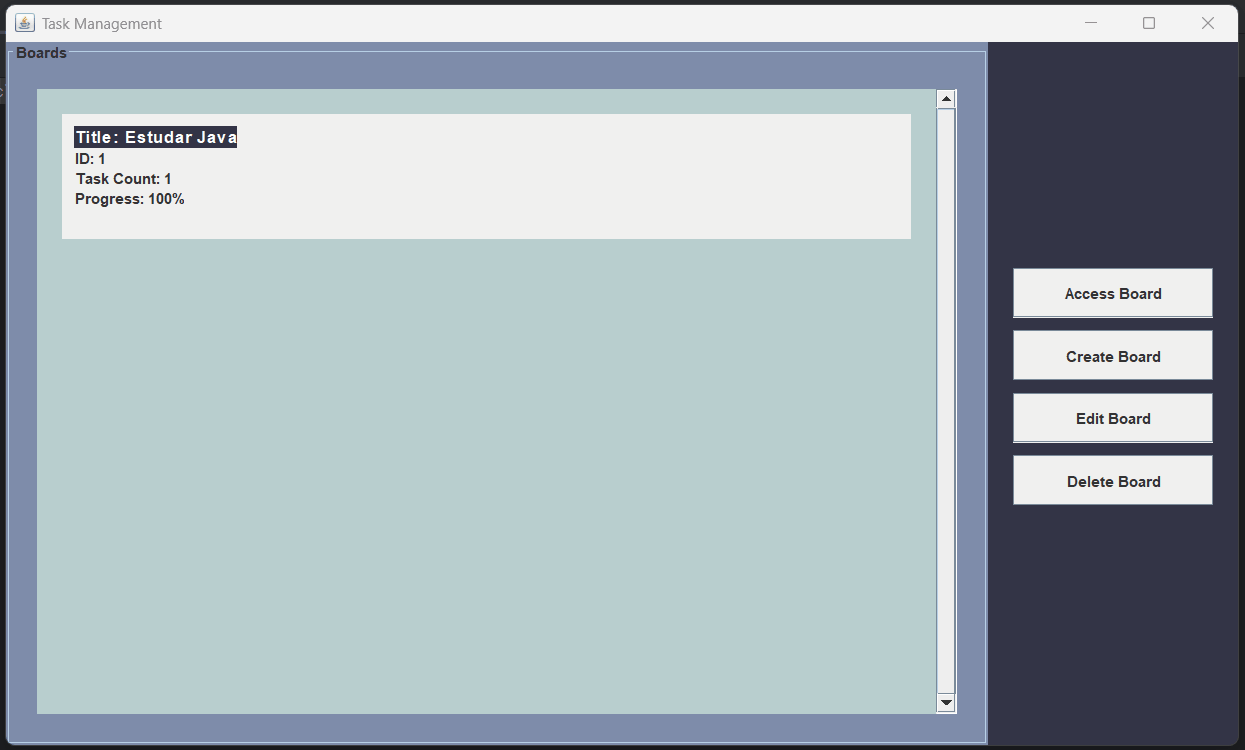 Task Management
Boards
Title: Estudar Java
ID: 1
Task Count: 1
Progress: 100%
Access Board
Create Board
Edit Board
Delete Board